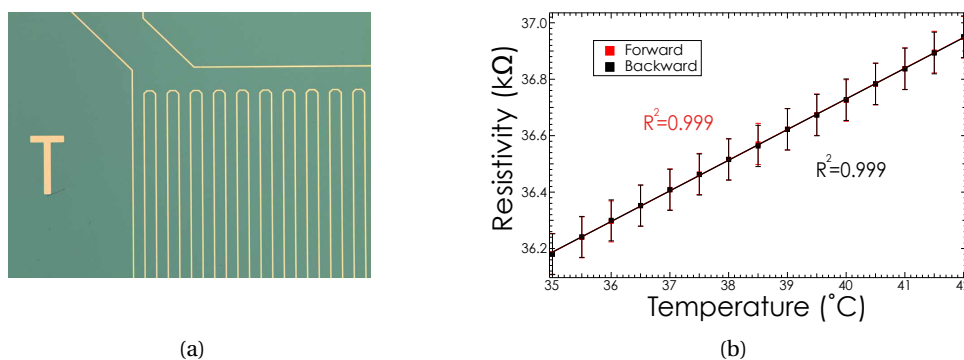 T
37.0
36.8
36.6
36.4
36.2
Resistivity (kΩ)
Forward
Backward
R²=0.999
R²=0.999
35 36 37 38 39 40 41 42
Temperature (˚C)
(a)
(b)